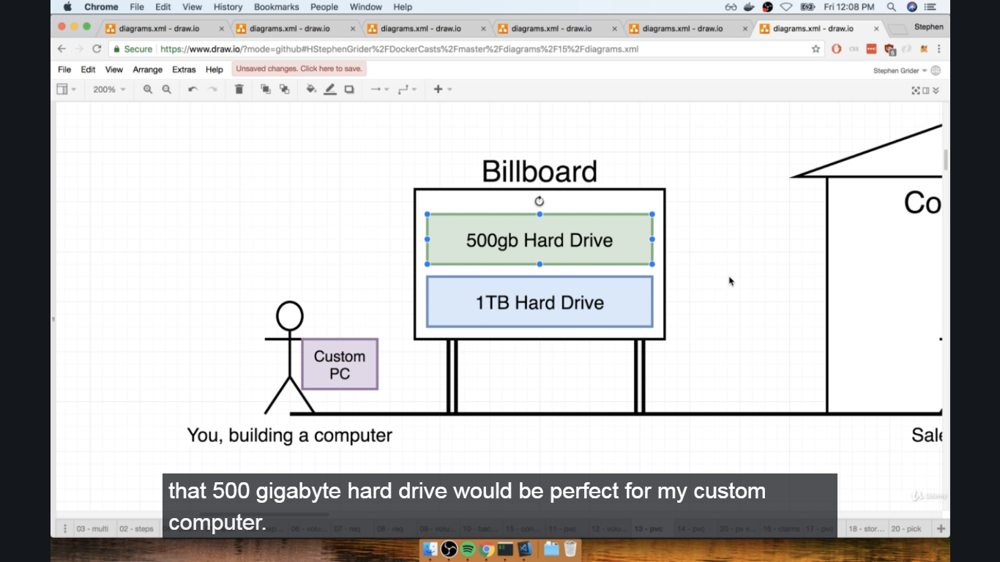 Chrome File Edit View History Bookmarks People Window Help Fri 12:08 PM
diagrams.xml - draw.io diagrams.xml - draw.io diagrams.xml - draw.io diagrams.xml - draw.io diagrams.xml - draw.io diagrams.xml - draw.io Stephen
Secure https://www.draw.io/?mode=github#HStephenGrider%2FDockerCasts%2Fmaster%2Fdiagrams%2F15%2Fdiagrams.xml
File Edit View Arrange Extras Help Unsaved changes. Click here to save. Stephen Grider
200%
Billboard
Co
500gb Hard Drive
1TB Hard Drive
Custom
PC
You, building a computer
Sale
that 500 gigabyte hard drive would be perfect for my custom
computer.
Udemy
03 - multi 02 - steps 06 - volu... 07 - req 08 - req 09 - volu... 10 - bac... 15 - con... 11 - pvc 12 - volu... 13 - pvc 14 - pvc 20 - pv v... 16 - claims 17 - pvc 18 - stor... 20 - pick